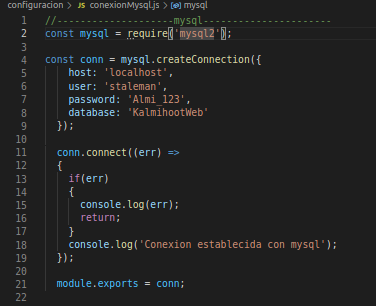 configuracion > JS conexionMysql.js > [@] mysql
1 //--------------------mysql----------------------
2 const mysql = require('mysql2');
3
4 const conn = mysql.createConnection({
5 host: 'localhost',
6 user: 'staleman',
7 password: 'Almi_123',
8 database: 'KalmihootWeb'
9 });
10
11 conn.connect((err) =>
12 {
13 if(err)
14 {
15 console.log(err);
16 return;
17 }
18 console.log('Conexion establecida con mysql');
19 });
20
21 module.exports = conn;
22